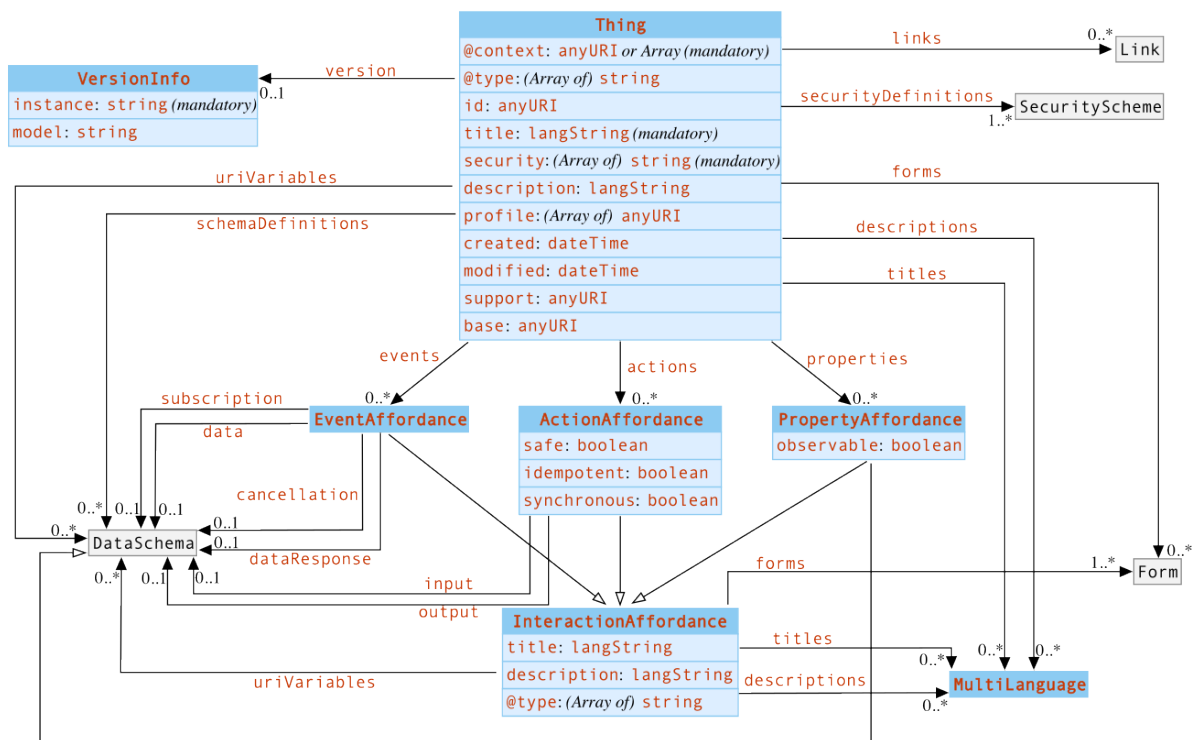 Thing
@context: anyURI or Array (mandatory)
@type: (Array of) string
id: anyURI
title: langString (mandatory)
security: (Array of) string (mandatory)
description: langString
profile: (Array of) anyURI
created: dateTime
modified: dateTime
support: anyURI
base: anyURI
links
0..*
Link
VersionInfo
instance: string (mandatory)
model: string
version
0..1
securityDefinitions
1..*
SecurityScheme
uriVariables
schemaDefinitions
forms
descriptions
titles
events
0..*
actions
0..*
properties
0..*
subscription
data
EventAffordance
ActionAffordance
safe: boolean
idempotent: boolean
synchronous: boolean
PropertyAffordance
observable: boolean
cancellation
0..*
0..*
0..1
0..1
0..1
0..1
DataSchema
dataResponse
0..*
0..1
0..1
input
output
forms
1..*
0..*
Form
InteractionAffordance
title: langString
description: langString
@type: (Array of) string
uriVariables
titles
0..*
0..*
0..*
descriptions
0..*
MultiLanguage